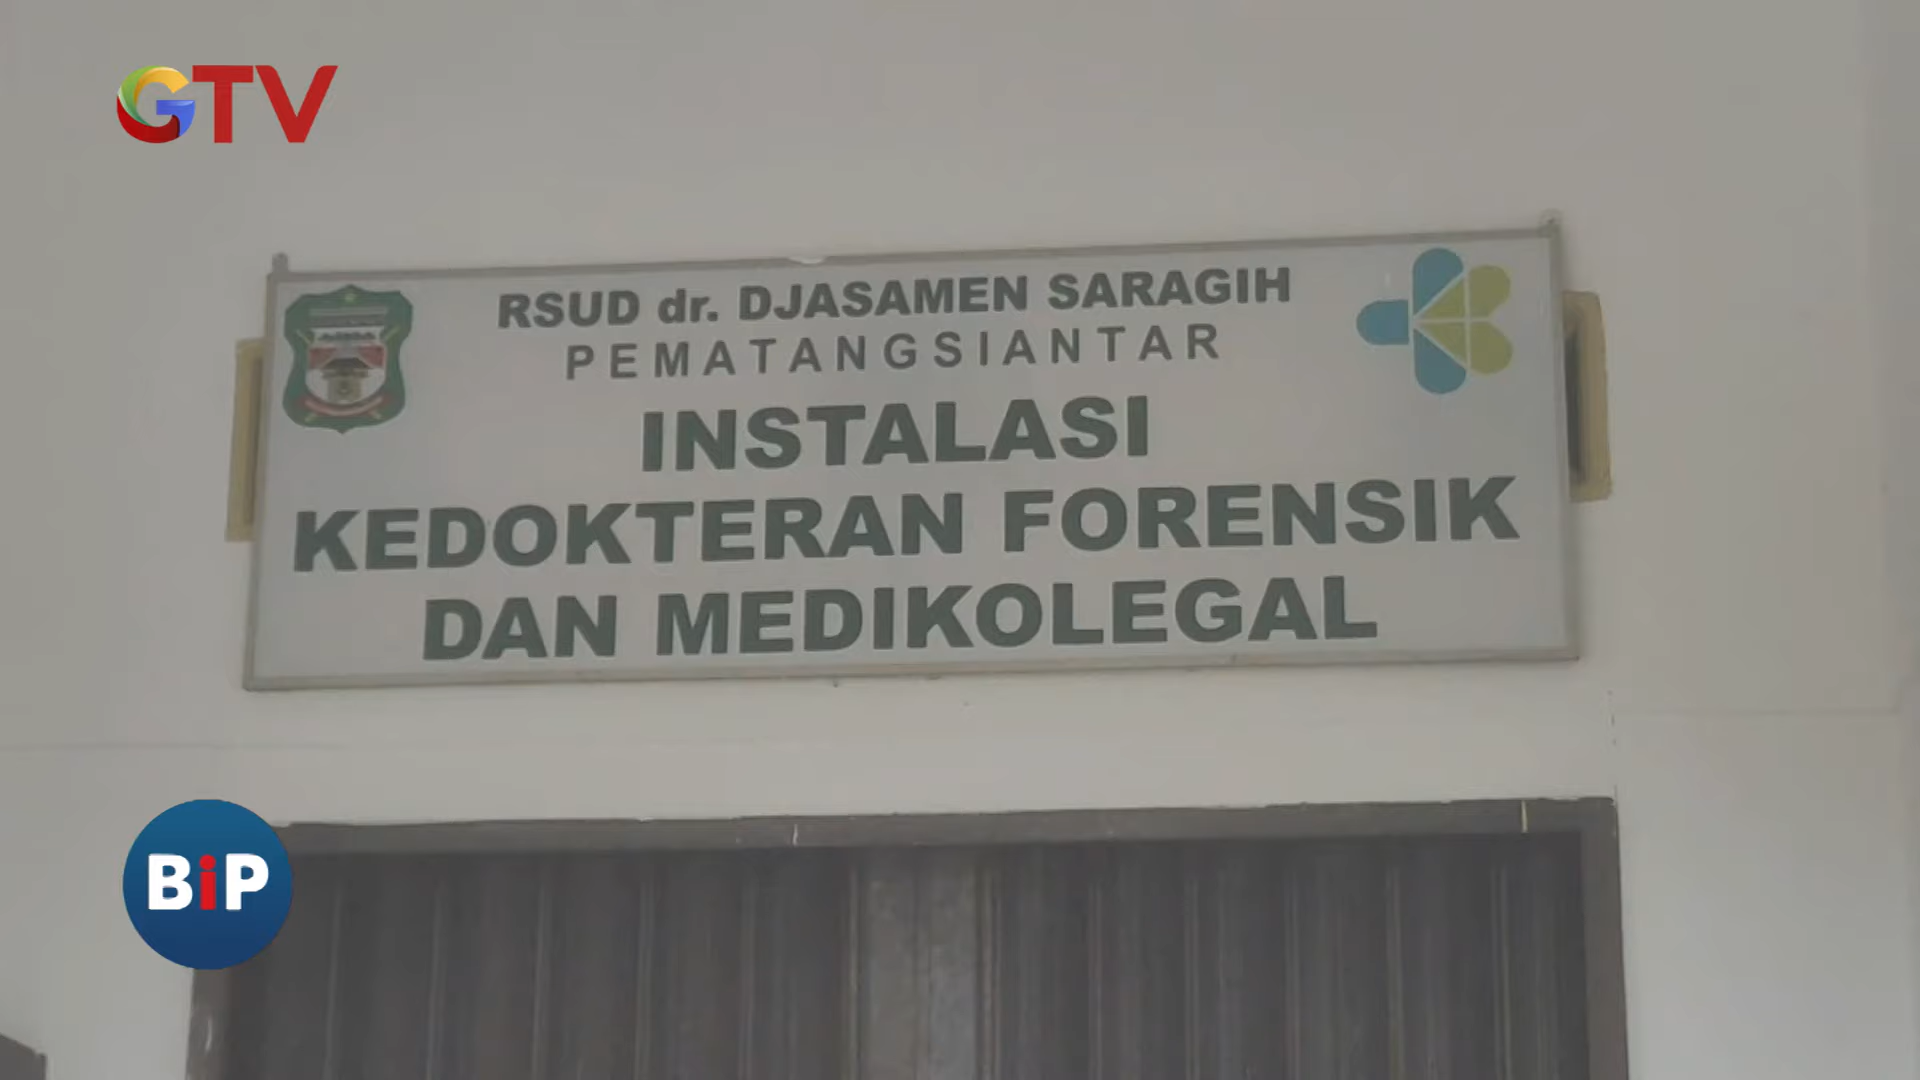 GTV
RSUD dr. DJASAMEN SARAGIH
PEMATANGSIANTAR
INSTALASI
KEDOKTERAN FORENSIK
DAN MEDIKOLEGAL
BiP